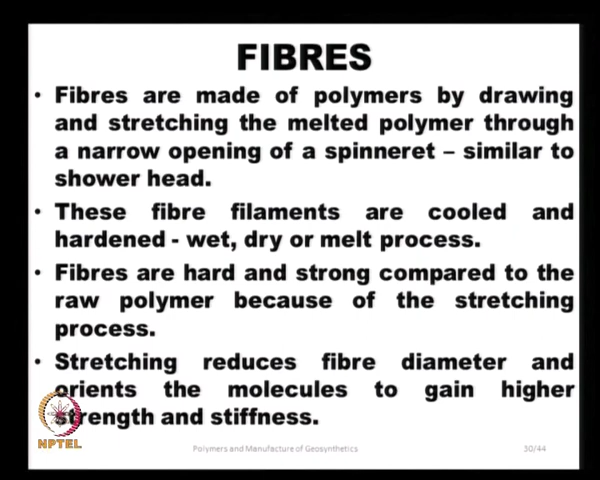 FIBRES
• Fibres are made of polymers by drawing
and stretching the melted polymer through
a narrow opening of a spinneret – similar to
shower head.
• These fibre filaments are cooled and
hardened - wet, dry or melt process.
• Fibres are hard and strong compared to the
raw polymer because of the stretching
process.
• Stretching reduces fibre diameter and
orients the molecules to gain higher
strength and stiffness.
NPTEL
Polymers and Manufacture of Geosynthetics
30/44